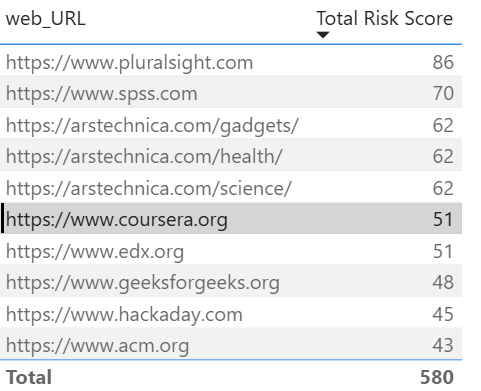 web_URL Total Risk Score
https://www.pluralsight.com 86
https://www.spss.com 70
https://arstechnica.com/gadgets/ 62
https://arstechnica.com/health/ 62
https://arstechnica.com/science/ 62
https://www.coursera.org 51
https://www.edx.org 51
https://www.geeksforgeeks.org 48
https://www.hackaday.com 45
https://www.acm.org 43
Total 580